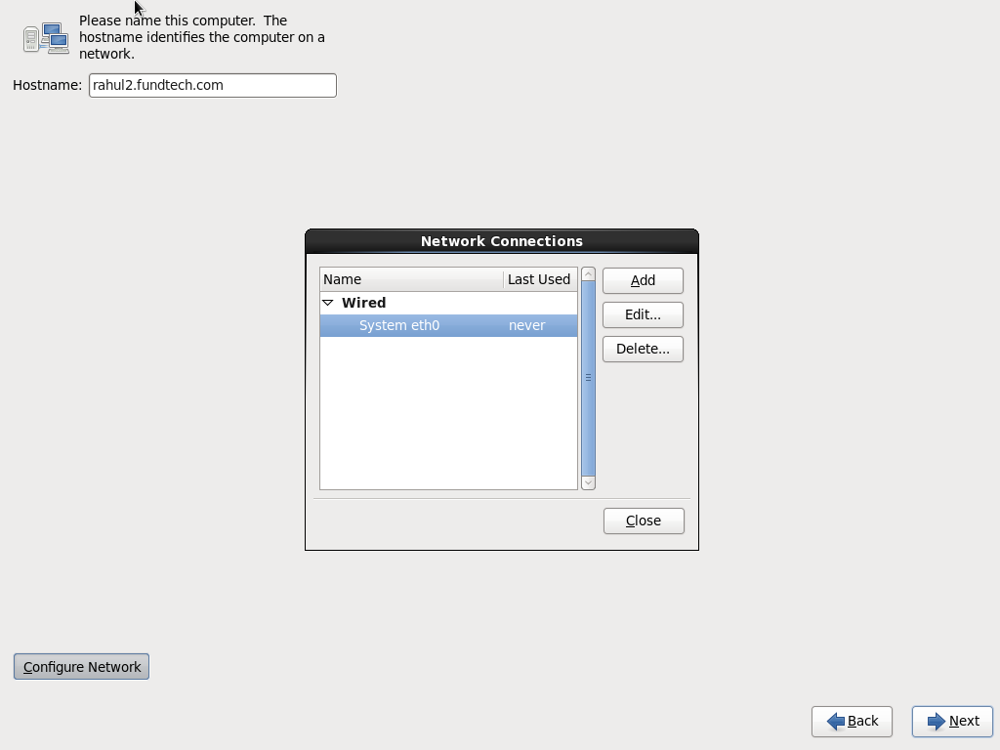 Please name this computer.  The
hostname identifies the computer on a
network.
Hostname: rahul2.fundtech.com
Network Connections
Name Last Used
Wired
System eth0 never
Add
Edit...
Delete...
Close
Configure Network
Back Next